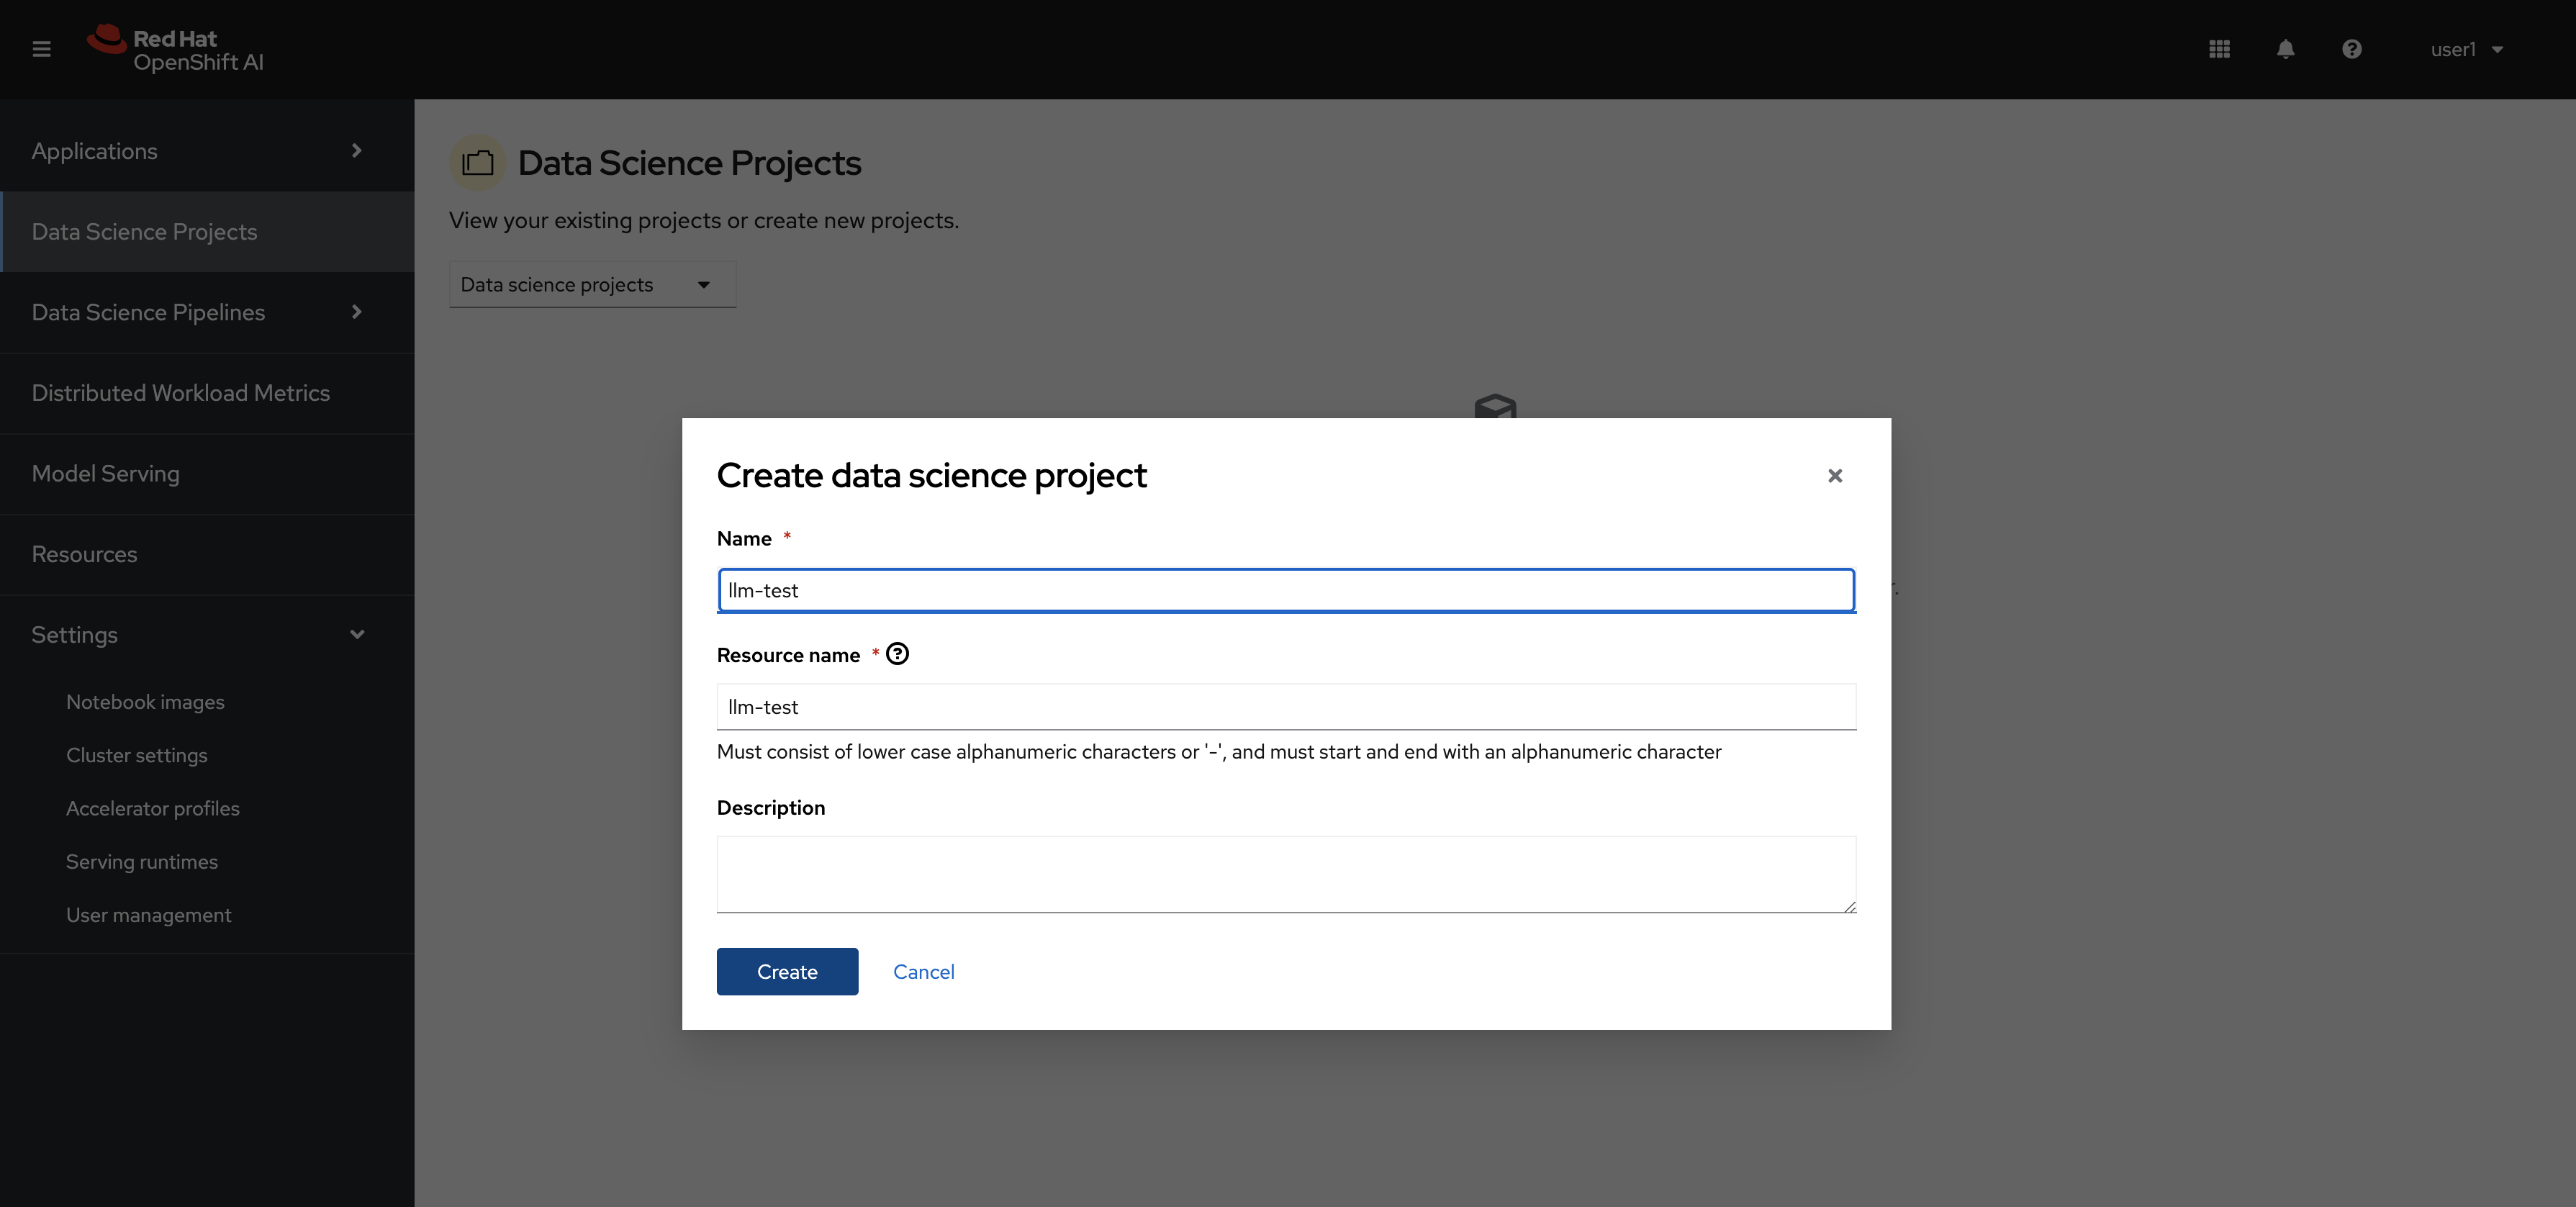 Red Hat
OpenShift AI
user1
Applications
Data Science Projects
Data Science Pipelines
Distributed Workload Metrics
Model Serving
Resources
Settings
Notebook images
Cluster settings
Accelerator profiles
Serving runtimes
User management
Data Science Projects
View your existing projects or create new projects.
Data science projects
Create data science project
Name *
llm-test
Resource name *
llm-test
Must consist of lower case alphanumeric characters or '-', and must start and end with an alphanumeric character
Description
Create
Cancel